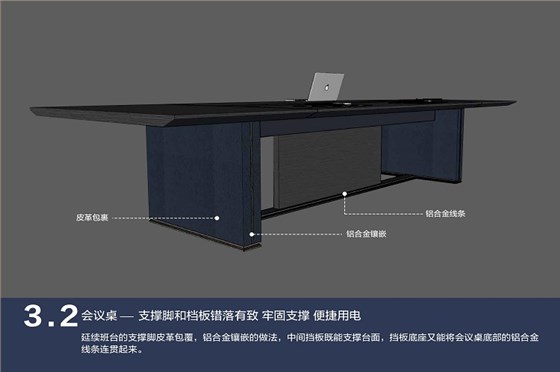 皮革包裹
铝合金线条
铝合金镶嵌
3.2 会议桌 — 支撑脚和档板错落有致 牢固支撑 便捷用电
延续班台的支撑脚皮革包覆，铝合金镶嵌的做法，中间挡板既能支撑台面，挡板底座又能将会议桌底部的铝合金
线条连贯起来。